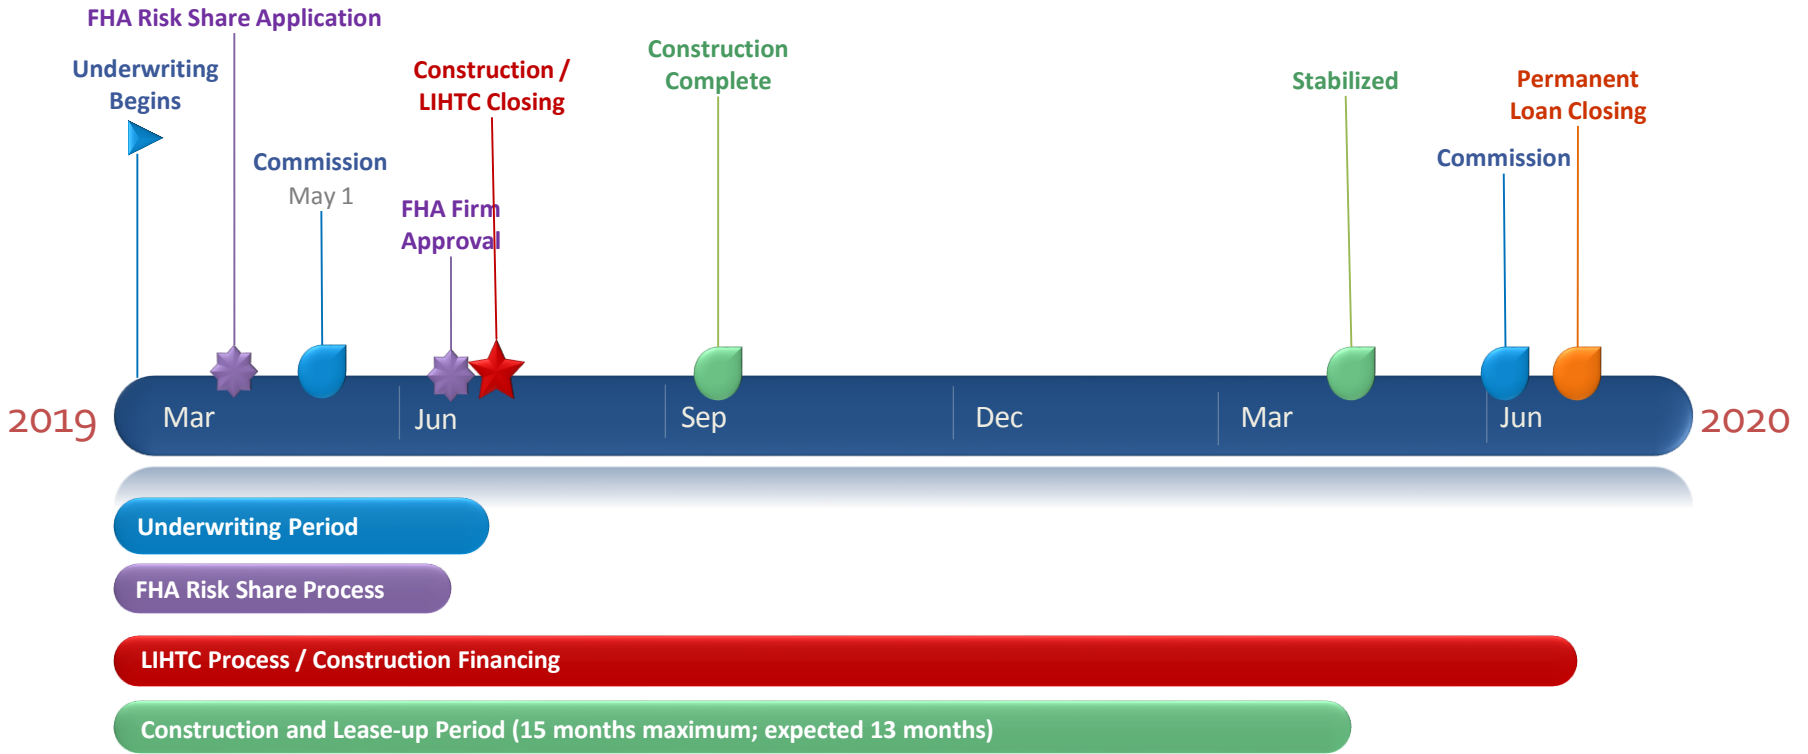 FHA Risk Share Application
Underwriting
Begins
Commission
May 1
FHA Firm
Approval
Construction /
LIHTC Closing
Construction
Complete
Stabilized
Commission
Permanent
Loan Closing
2019
Mar
Jun
Sep
Dec
Mar
Jun
2020
Underwriting Period
FHA Risk Share Process
LIHTC Process / Construction Financing
Construction and Lease-up Period (15 months maximum; expected 13 months)